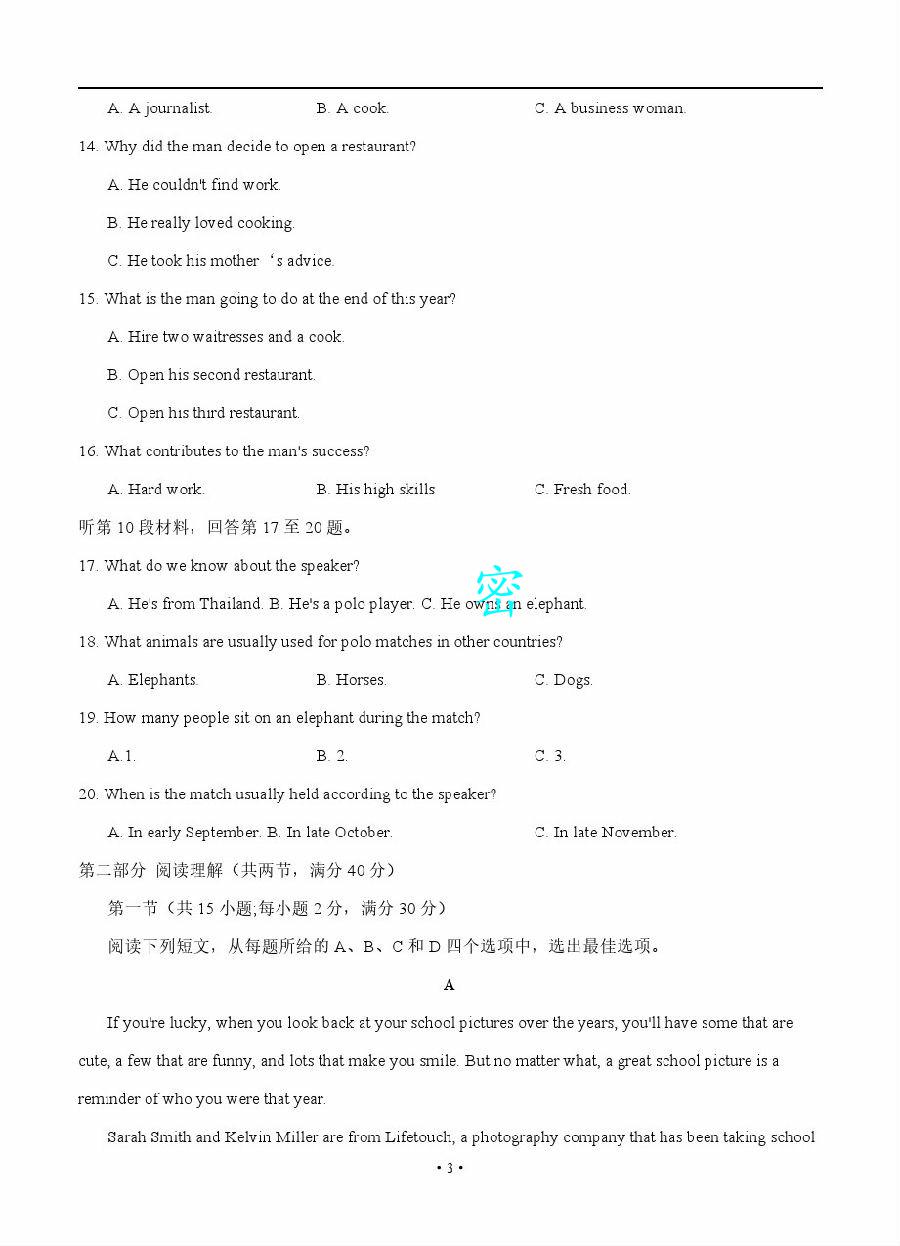 A. A journalist. B. A cook. C. A business woman.
14. Why did the man decide to open a restaurant?
A. He couldn't find work.
B. He really loved cooking.
C. He took his mother‘s advice.
15. What is the man going to do at the end of this year?
A. Hire two waitresses and a cook.
B. Open his second restaurant.
C. Open his third restaurant.
16. What contributes to the man's success?
A. Hard work. B. His high skills C. Fresh food.
听第 10 段材料，回答第 17 至 20 题。
17. What do we know about the speaker?
A. He's from Thailand. B. He's a polo player. C. He owns an elephant.
密
18. What animals are usually used for polo matches in other countries?
A. Elephants. B. Horses. C. Dogs.
19. How many people sit on an elephant during the match?
A.1. B. 2. C. 3.
20. When is the match usually held according to the speaker?
A. In early September. B. In late October. C. In late November.
第二部分 阅读理解（共两节，满分 40 分）
第一节（共 15 小题;每小题 2 分，满分 30 分）
阅读下列短文，从每题所给的 A、B、C 和 D 四个选项中，选出最佳选项。
A
If you're lucky, when you look back at your school pictures over the years, you'll have some that are
cute, a few that are funny, and lots that make you smile. But no matter what, a great school picture is a
reminder of who you were that year.
Sarah Smith and Kelvin Miller are from Lifetouch, a photography company that has been taking school
• 3 •